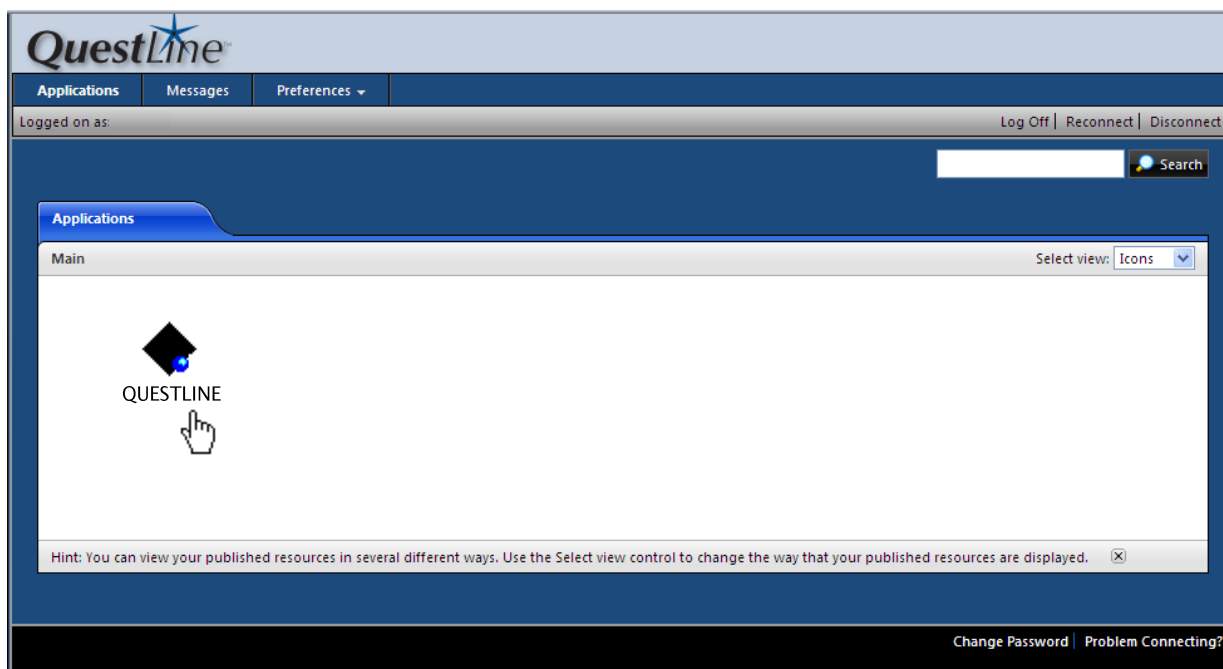 QuestLine™
Applications Messages Preferences
Logged on as: Log Off | Reconnect | Disconnect
Search
Applications
Main Select view: Icons
QUESTLINE
Hint: You can view your published resources in several different ways. Use the Select view control to change the way that your published resources are displayed.
Change Password | Problem Connecting?